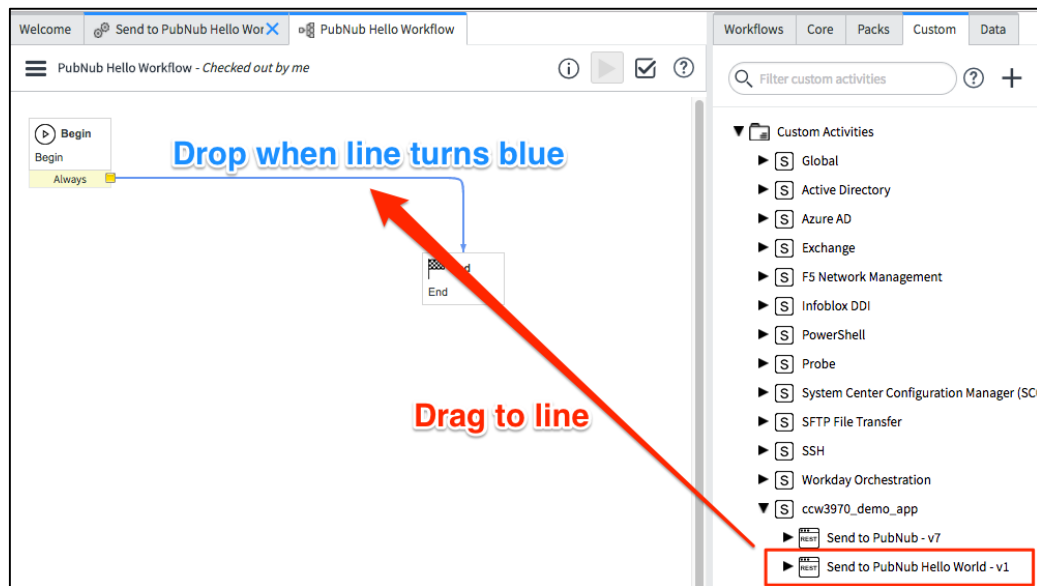 Welcome
Send to PubNub Hello Wor
PubNub Hello Workflow
Workflows
Core
Packs
Custom
Data
PubNub Hello Workflow - Checked out by me
Filter custom activities
Begin
Begin
Always
Drop when line turns blue
End
Drag to line
Custom Activities
Global
Active Directory
Azure AD
Exchange
F5 Network Management
Infoblox DDI
PowerShell
Probe
System Center Configuration Manager (SC
SFTP File Transfer
SSH
Workday Orchestration
ccw3970_demo_app
Send to PubNub - v7
Send to PubNub Hello World - v1